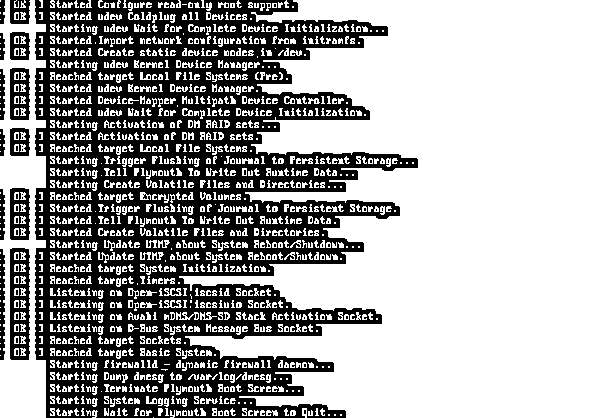 [ OK ] Started Configure read-only root support.
[ OK ] Started udev Coldplug all Devices.
Starting udev Wait for Complete Device Initialization...
[ OK ] Started Import network configuration from initramfs.
[ OK ] Started Create static device nodes in /dev.
Starting udev Kernel Device Manager...
[ OK ] Reached target Local File Systems (Pre).
[ OK ] Started udev Kernel Device Manager.
[ OK ] Started Device-Mapper Multipath Device Controller.
[ OK ] Started udev Wait for Complete Device Initialization.
Starting Activation of DM RAID sets...
[ OK ] Started Activation of DM RAID sets.
[ OK ] Reached target Local File Systems.
Starting Trigger Flushing of Journal to Persistent Storage...
Starting Tell Plymouth To Write Out Runtime Data...
Starting Create Volatile Files and Directories...
[ OK ] Reached target Encrypted Volumes.
[ OK ] Started Trigger Flushing of Journal to Persistent Storage.
[ OK ] Started Tell Plymouth To Write Out Runtime Data.
[ OK ] Started Create Volatile Files and Directories.
Starting Update UTMP about System Reboot/Shutdown...
[ OK ] Started Update UTMP about System Reboot/Shutdown.
[ OK ] Reached target System Initialization.
[ OK ] Reached target Timers.
[ OK ] Listening on Open-iSCSI iscsid Socket.
[ OK ] Listening on Open-iSCSI iscsiuio Socket.
[ OK ] Listening on Avahi mDNS/DNS-SD Stack Activation Socket.
[ OK ] Listening on D-Bus System Message Bus Socket.
[ OK ] Reached target Sockets.
[ OK ] Reached target Basic System.
Starting firewalld - dynamic firewall daemon...
Starting Dump dmesg to /var/log/dmesg...
Starting Terminate Plymouth Boot Screen...
Starting System Logging Service...
Starting Wait for Plymouth Boot Screen to Quit...